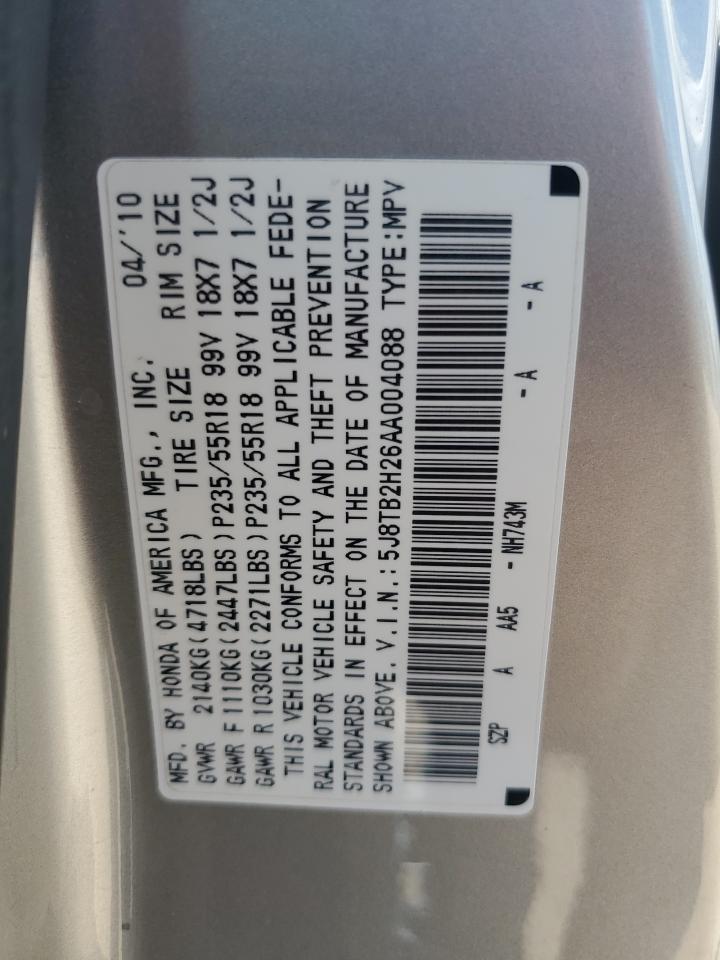 MFD. BY HONDA OF AMERICA MFG., INC. 04/'10
GVWR 2140KG(4718LBS) TIRE SIZE RIM SIZE
GAWR F 1110KG(2447LBS)P235/55R18 99V 18X7 1/2J
GAWR R 1030KG(2271LBS)P235/55R18 99V 18X7 1/2J
THIS VEHICLE CONFORMS TO ALL APPLICABLE FEDE-
RAL MOTOR VEHICLE SAFETY AND THEFT PREVENTION
STANDARDS IN EFFECT ON THE DATE OF MANUFACTURE
SHOWN ABOVE. V.I.N.:5J8TB2H26AA004088 TYPE:MPV
SZP A AA5 - NH743M - A - A